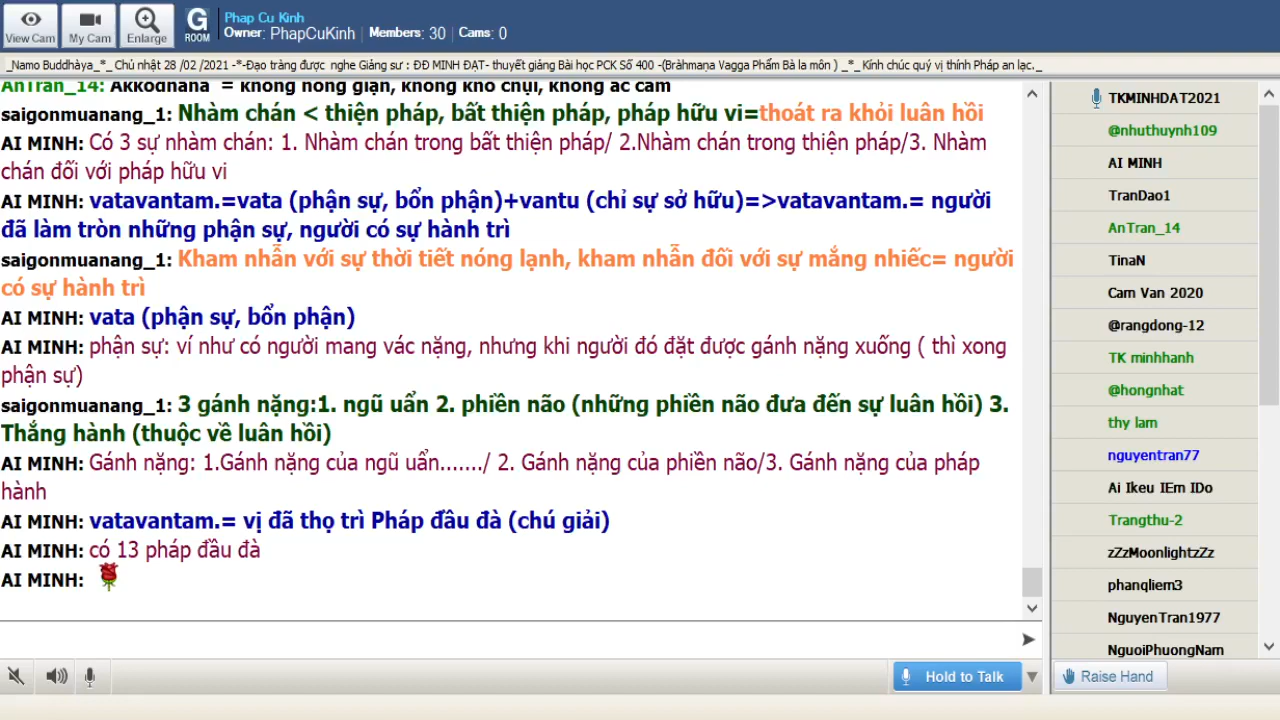 View Cam
My Cam
Enlarge
G
ROOM
Phap Cu Kinh
Owner: PhapCuKinh | Members: 30 | Cams: 0
_Namo Buddhàya_*_ Chủ nhật 28 /02 /2021 -*-Đạo tràng được nghe Giảng sư : ĐĐ MINH ĐẠT- thuyết giảng Bài học PCK Số 400 -(Bràhmaṇa Vagga Phẩm Bà la môn ) _*_ Kính chúc quý vị thính Pháp an lạc._
AnTran_14: Akkodhana = không nóng giận, không khó chịu, không ác cảm
saigonmuanang_1: Nhàm chán < thiện pháp, bất thiện pháp, pháp hữu vi=thoát ra khỏi luân hồi
AI MINH: Có 3 sự nhàm chán: 1. Nhàm chán trong bất thiện pháp/ 2.Nhàm chán trong thiện pháp/3. Nhàm
chán đối với pháp hữu vi
AI MINH: vatavantam.=vata (phận sự, bổn phận)+vantu (chỉ sự sở hữu)=>vatavantam.= người
đã làm tròn những phận sự, người có sự hành trì
saigonmuanang_1: Kham nhẫn với sự thời tiết nóng lạnh, kham nhẫn đối với sự mắng nhiếc= người
có sự hành trì
AI MINH: vata (phận sự, bổn phận)
AI MINH: phận sự: ví như có người mang vác nặng, nhưng khi người đó đặt được gánh nặng xuống ( thì xong
phận sự)
saigonmuanang_1: 3 gánh nặng:1. ngũ uẩn 2. phiền não (những phiền não đưa đến sự luân hồi) 3.
Thắng hành (thuộc về luân hồi)
AI MINH: Gánh nặng: 1.Gánh nặng của ngũ uẩn......./ 2. Gánh nặng của phiền não/3. Gánh nặng của pháp
hành
AI MINH: vatavantam.= vị đã thọ trì Pháp đầu đà (chú giải)
AI MINH: có 13 pháp đầu đà
AI MINH:
TKMINHDAT2021
@nhuthuynh109
AI MINH
TranDao1
AnTran_14
TinaN
Cam Van 2020
@rangdong-12
TK minhhanh
@hongnhat
thy lam
nguyentran77
Ai Ikeu IEm IDo
Trangthu-2
zZzMoonlightzZz
phanqliem3
NguyenTran1977
NguoiPhuongNam
Hold to Talk
Raise Hand